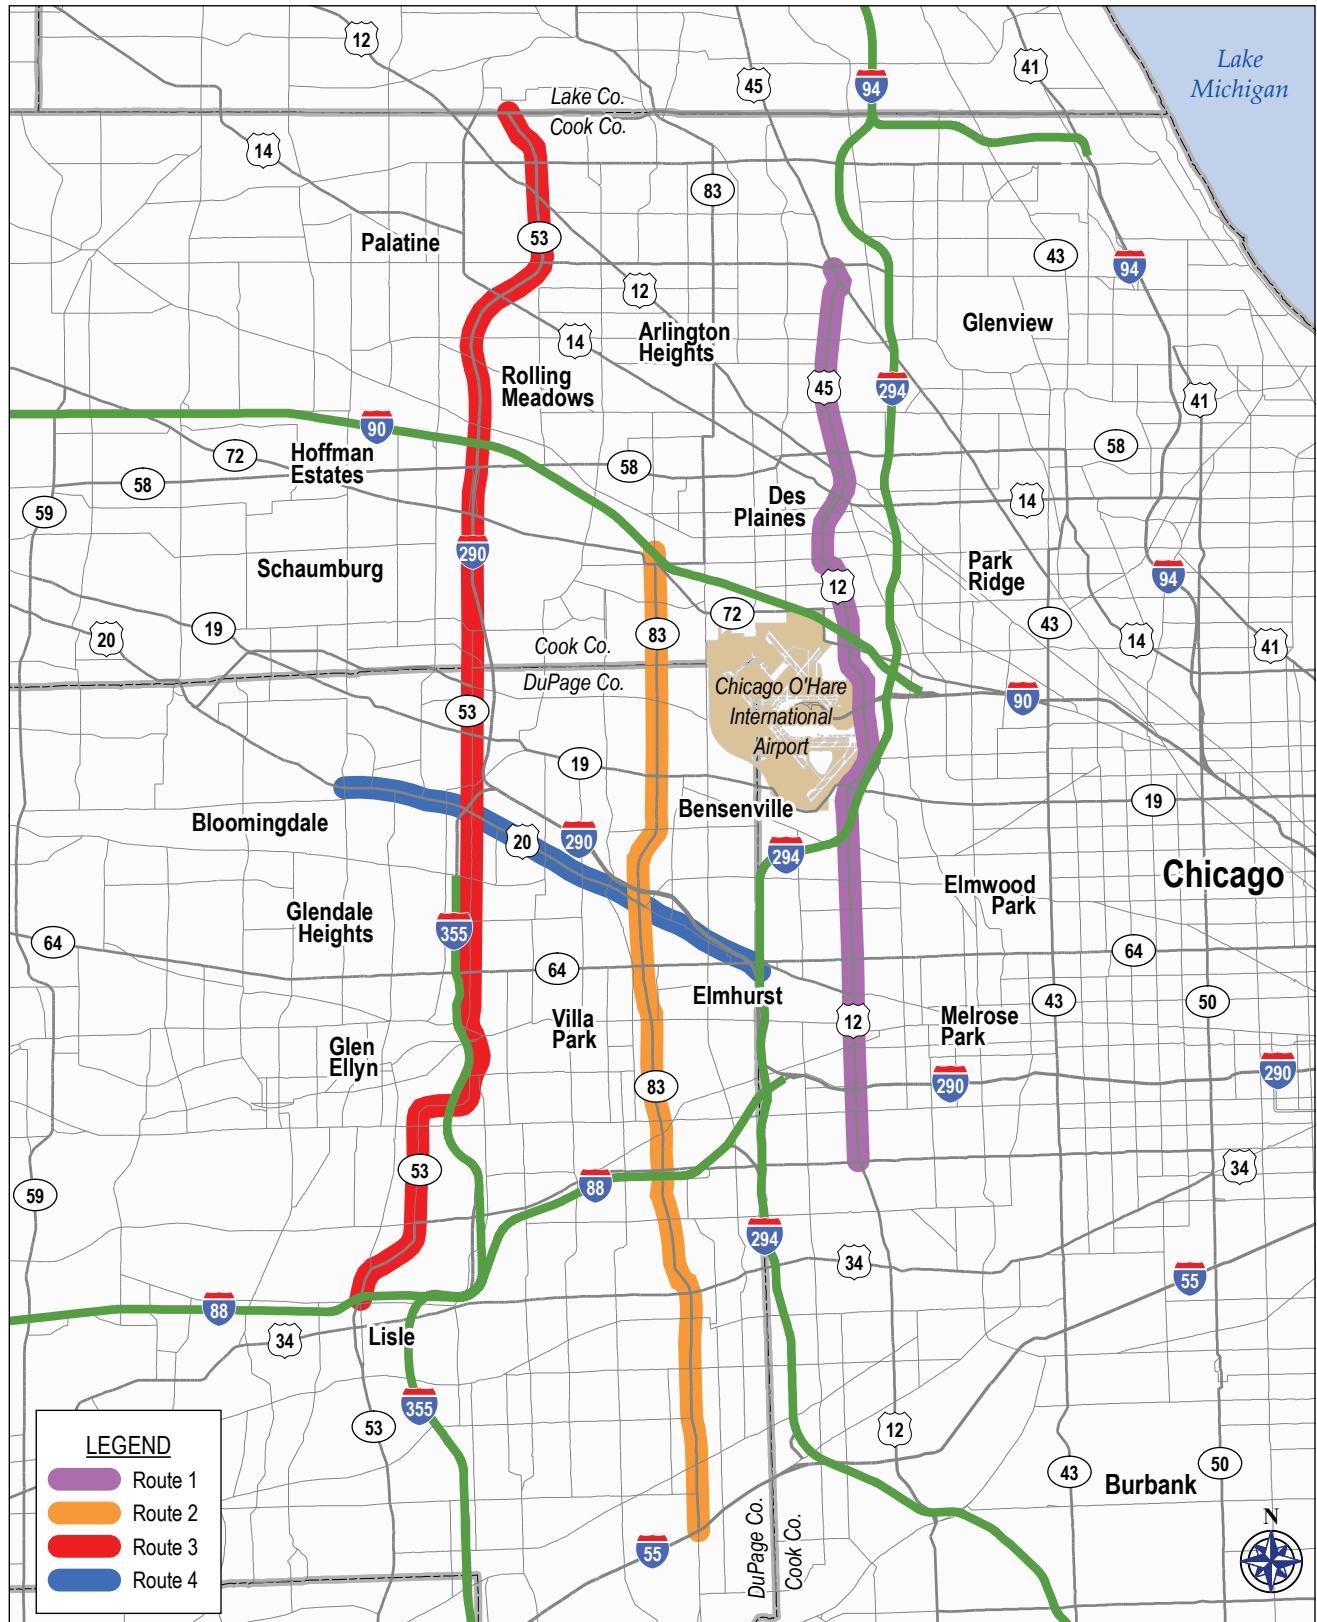 12
45
41
Lake
Michigan
94
Lake Co.
Cook Co.
14
83
53
Palatine
43
94
12
Glenview
14
Arlington
Heights
Rolling
Meadows
45
294
41
90
72
Hoffman
Estates
58
58
58
59
Des
Plaines
14
290
Schaumburg
Park
Ridge
94
12
72
43
20
19
83
14
41
Cook Co.
DuPage Co.
Chicago O'Hare
International
Airport
90
53
19
Bensenville
19
Bloomingdale
20
290
294
Chicago
Elmwood
Park
Glendale
Heights
355
64
64
64
Elmhurst
43
50
Villa
Park
12
Melrose
Park
Glen
Ellyn
83
290
290
53
88
34
59
294
34
55
88
34
Lisle
355
53
12
43
50
Burbank
LEGEND
Route 1
Route 2
Route 3
Route 4
55
DuPage Co.
Cook Co.
N